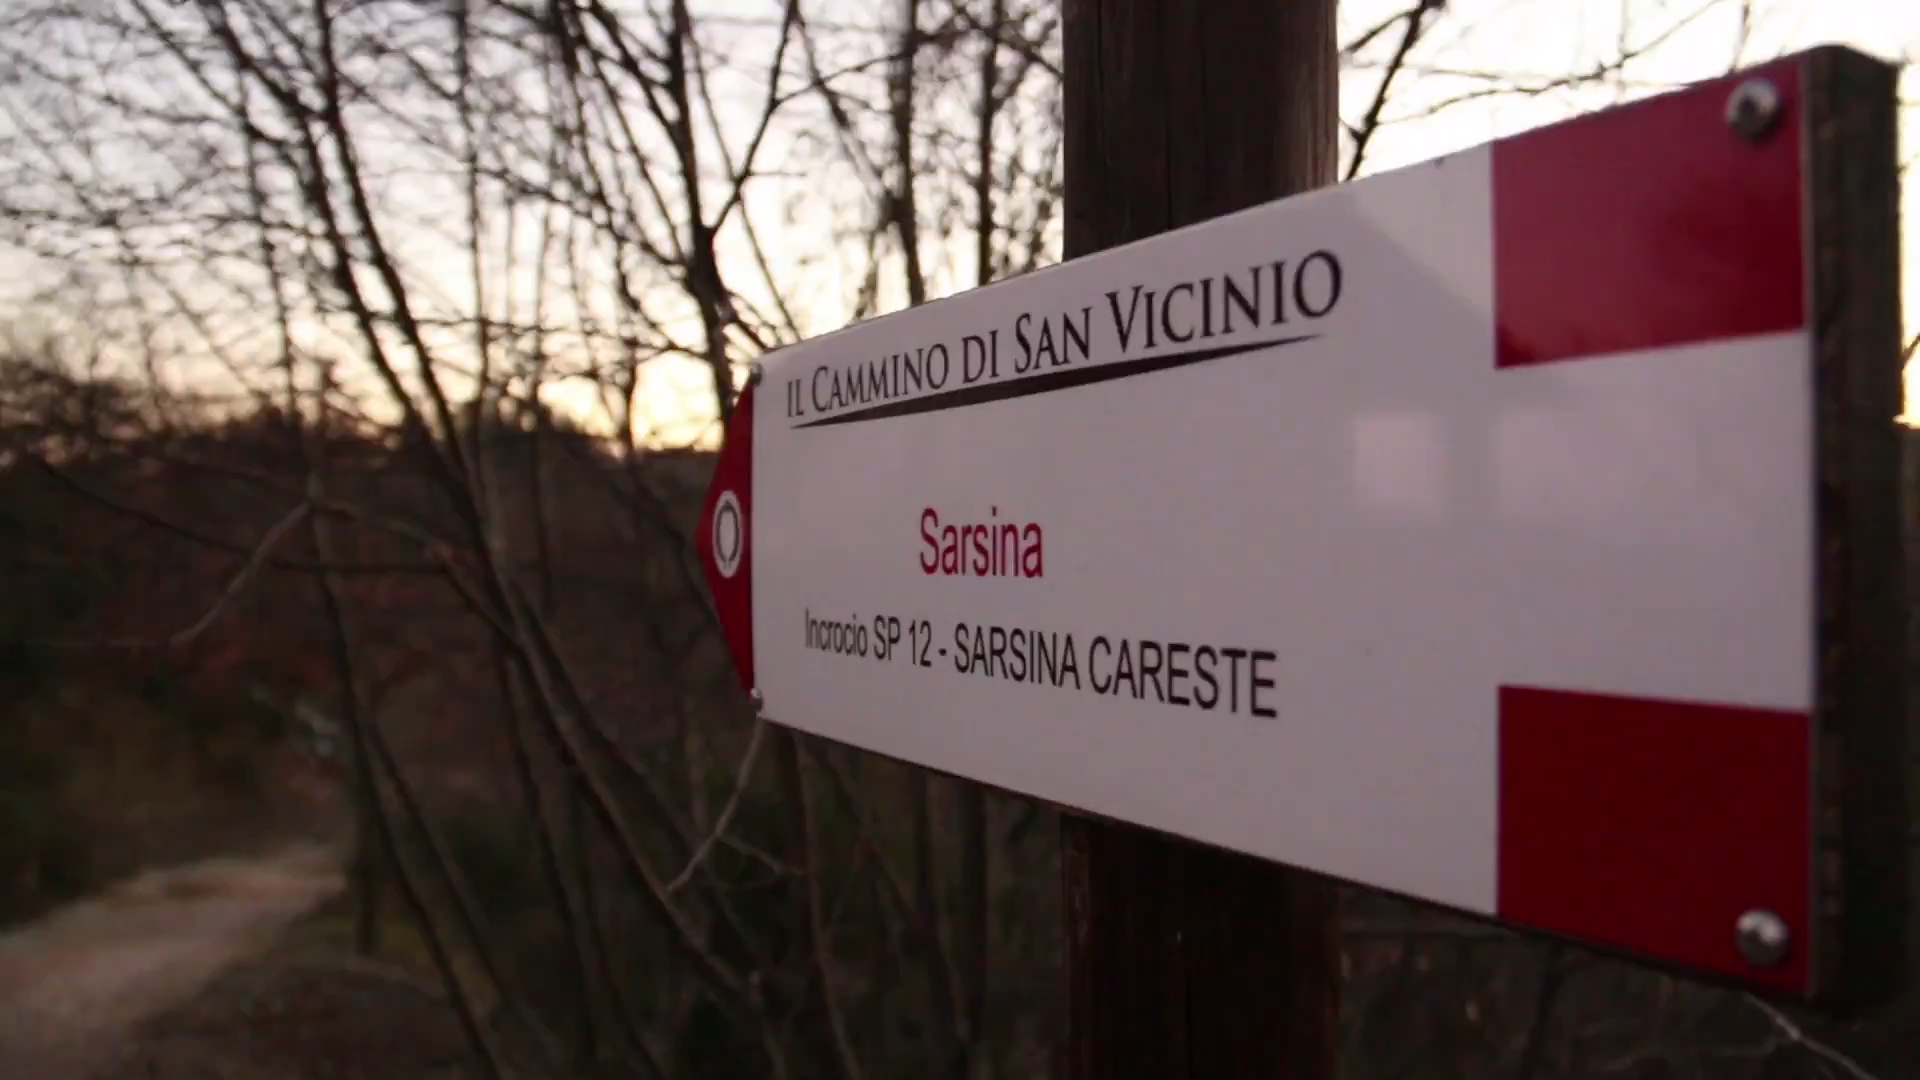 IL CAMMINO DI SAN VICINIO
Sarsina
Incrocio SP 12 - SARSINA CARESTE